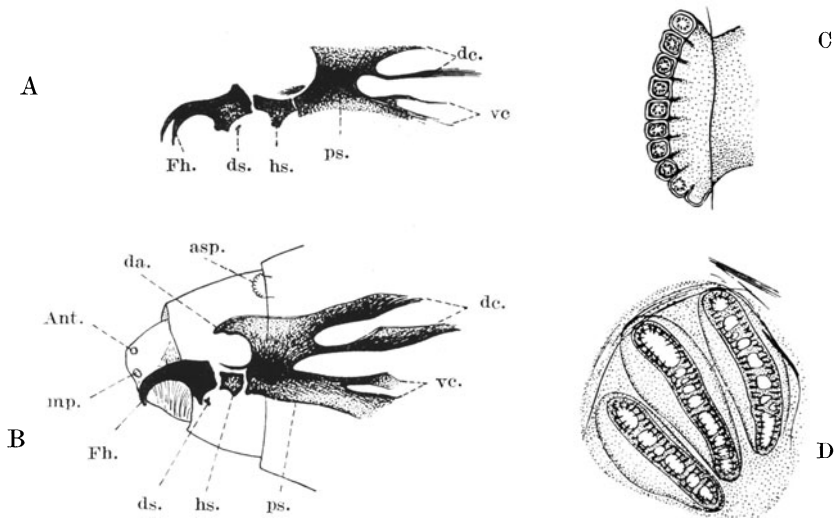 A
dc.
vc
Fh.
ds.
hs.
ps.
C
asp.
da.
dc.
Ant.
mp.
vc.
B
Fh.
ds.
hs.
ps.
D